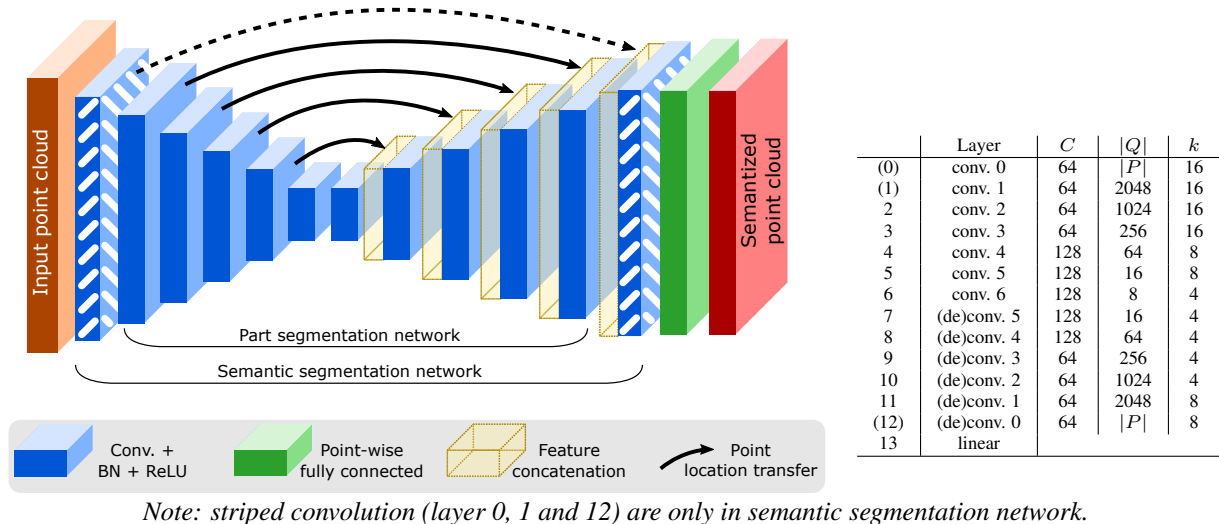 Input point cloud
Semantized
point cloud
Part segmentation network
Semantic segmentation network
Conv. +
BN + ReLU
Point-wise
fully connected
Feature
concatenation
Point
location transfer
Layer C |Q| k
(0) conv. 0 64 |P| 16
(1) conv. 1 64 2048 16
2 conv. 2 64 1024 16
3 conv. 3 64 256 16
4 conv. 4 128 64 8
5 conv. 5 128 16 8
6 conv. 6 128 8 4
7 (de)conv. 5 128 16 4
8 (de)conv. 4 128 64 4
9 (de)conv. 3 64 256 4
10 (de)conv. 2 64 1024 4
11 (de)conv. 1 64 2048 8
(12) (de)conv. 0 64 |P| 8
13 linear
Note: striped convolution (layer 0, 1 and 12) are only in semantic segmentation network.